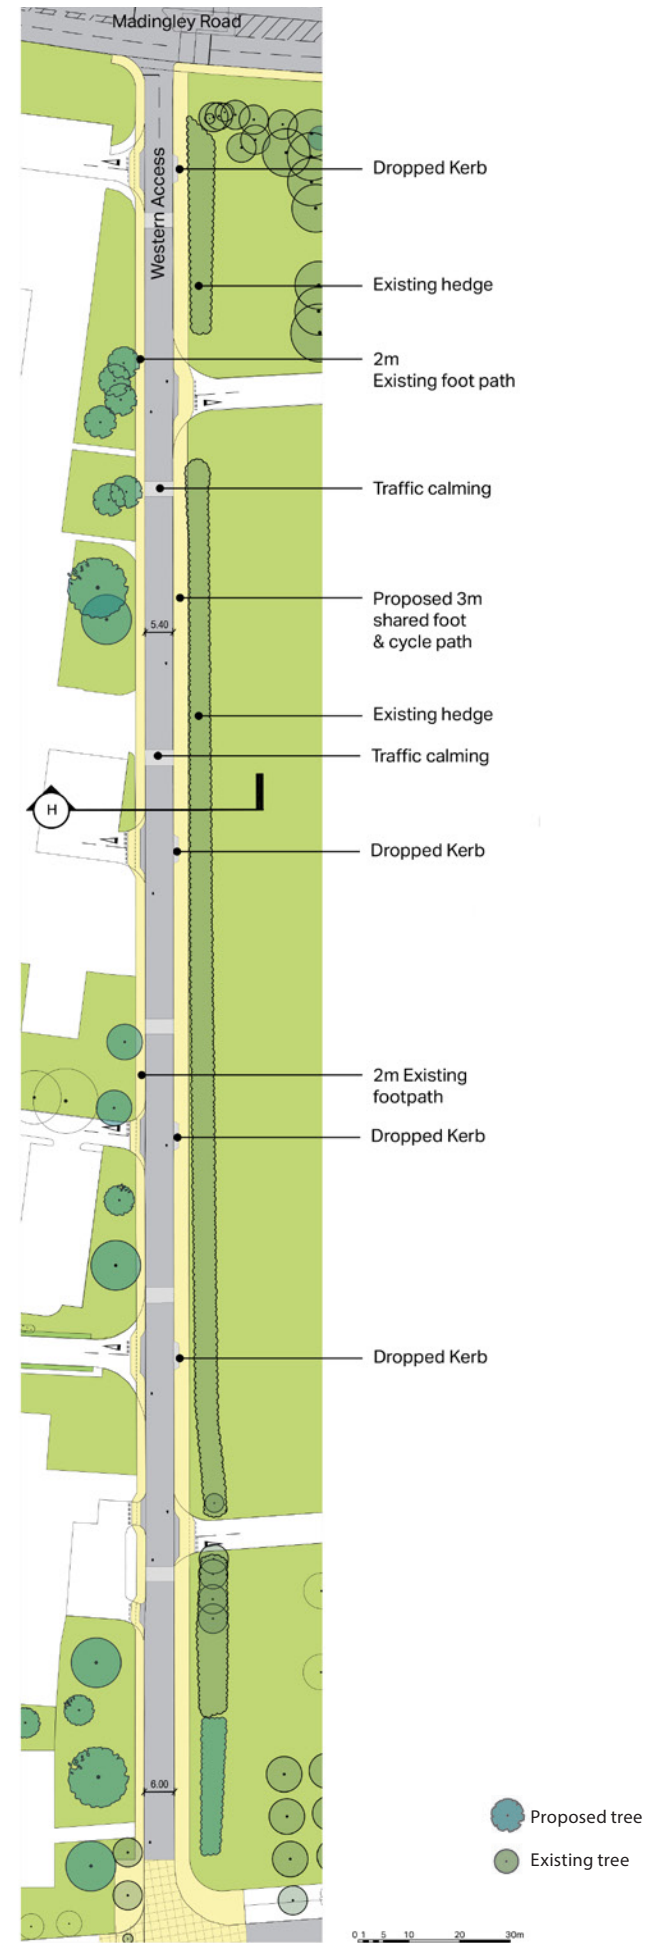 Madingley Road
Western Access
Dropped Kerb
Existing hedge
2m
Existing foot path
Traffic calming
Proposed 3m
shared foot
& cycle path
5.40
Existing hedge
Traffic calming
H
Dropped Kerb
2m Existing
footpath
Dropped Kerb
Dropped Kerb
6.00
Proposed tree
Existing tree
0 1 5 10 20 30m